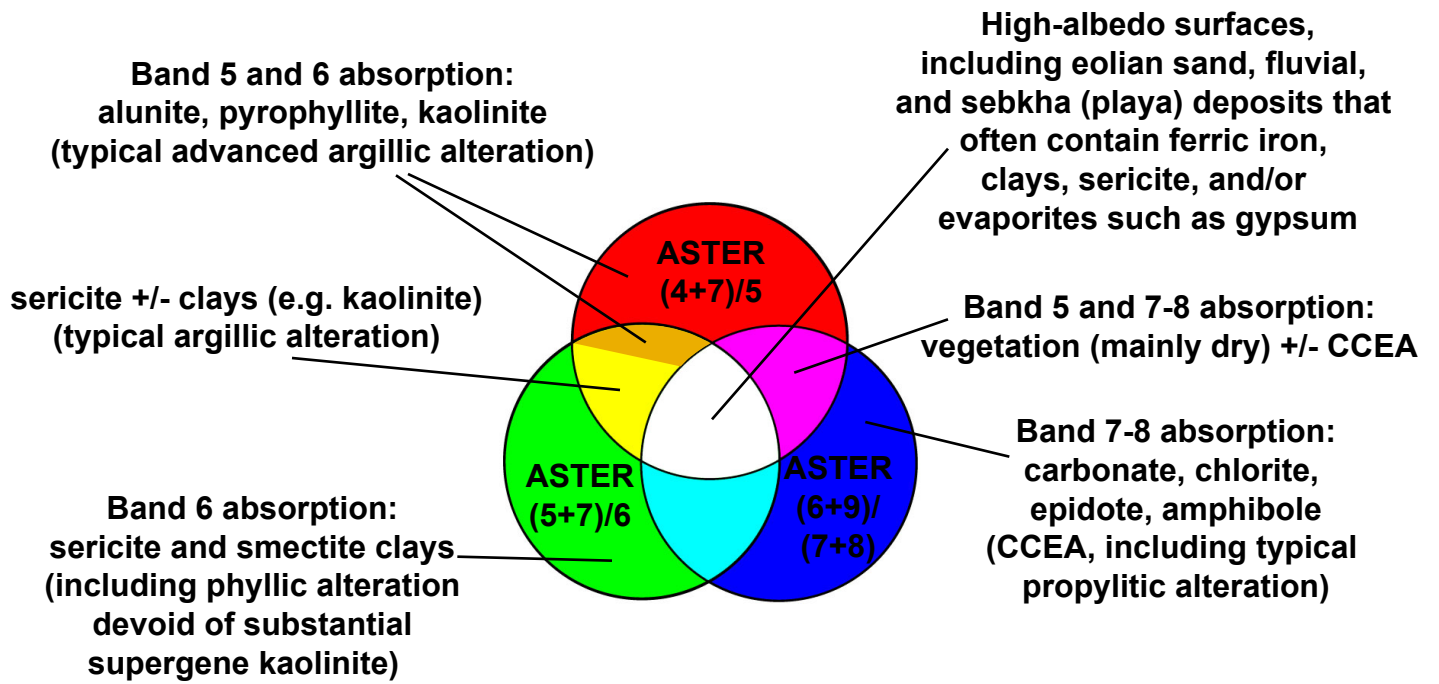 Band 5 and 6 absorption:
alunite, pyrophyllite, kaolinite
(typical advanced argillic alteration)
High-albedo surfaces,
including eolian sand, fluvial,
and sebkha (playa) deposits that
often contain ferric iron,
clays, sericite, and/or
evaporites such as gypsum
ASTER
(4+7)/5
sericite +/- clays (e.g. kaolinite)
(typical argillic alteration)
Band 5 and 7-8 absorption:
vegetation (mainly dry) +/- CCEA
ASTER
(5+7)/6
ASTER
(6+9)/
(7+8)
Band 7-8 absorption:
carbonate, chlorite,
epidote, amphibole
(CCEA, including typical
propylitic alteration)
Band 6 absorption:
sericite and smectite clays
(including phyllic alteration
devoid of substantial
supergene kaolinite)